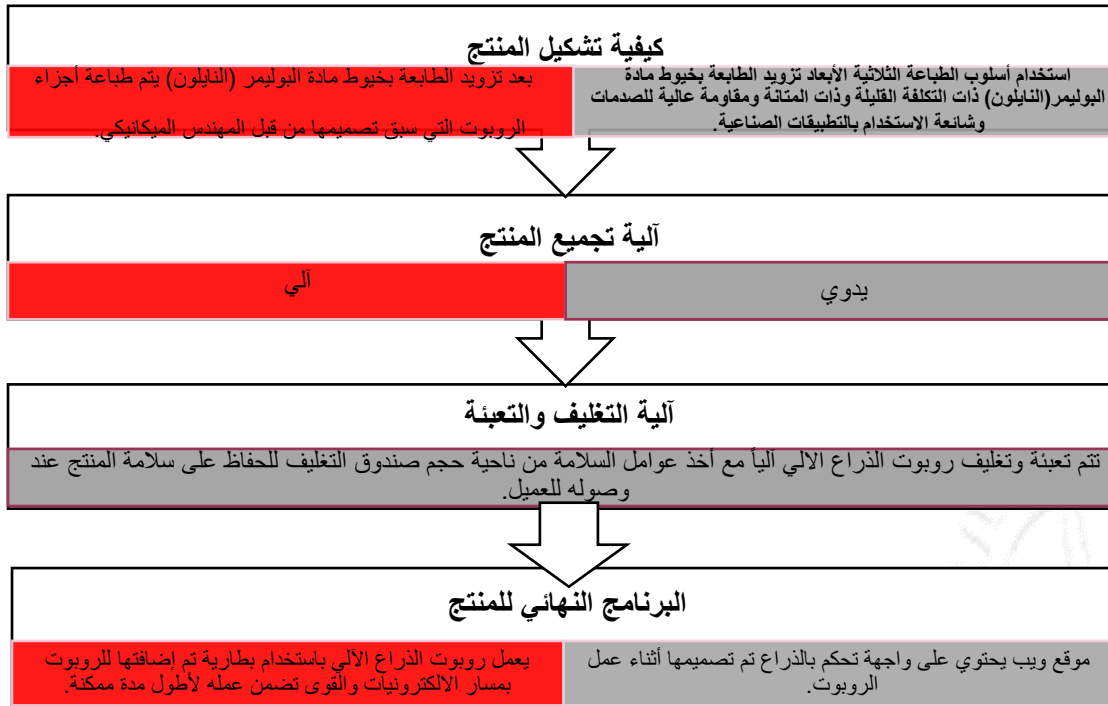 كيفية تشكيل المنتج
استخدام أسلوب الطباعة الثلاثية الأبعاد تزويد الطابعة بخيوط مادة
البوليمر(النايلون) ذات التكلفة القليلة وذات المتانة ومقاومة عالية للصدمات
وشائعة الاستخدام بالتطبيقات الصناعية.
بعد تزويد الطابعة بخيوط مادة البوليمر (النايلون) يتم طباعة أجزاء
الروبوت التي سبق تصميمها من قبل المهندس الميكانيكي.
آلية تجميع المنتج
يدوي
آلي
آلية التغليف والتعبئة
تتم تعبئة وتغليف روبوت الذراع الالي آلياً مع أخذ عوامل السلامة من ناحية حجم صندوق التغليف للحفاظ على سلامة المنتج عند
وصوله للعميل.
البرنامج النهائي للمنتج
موقع ويب يحتوي على واجهة تحكم بالذراع تم تصميمها أثناء عمل
الروبوت.
يعمل روبوت الذراع الآلي باستخدام بطارية تم إضافتها للروبوت
بمسار الالكترونيات والقوى تضمن عمله لأطول مدة ممكنة.